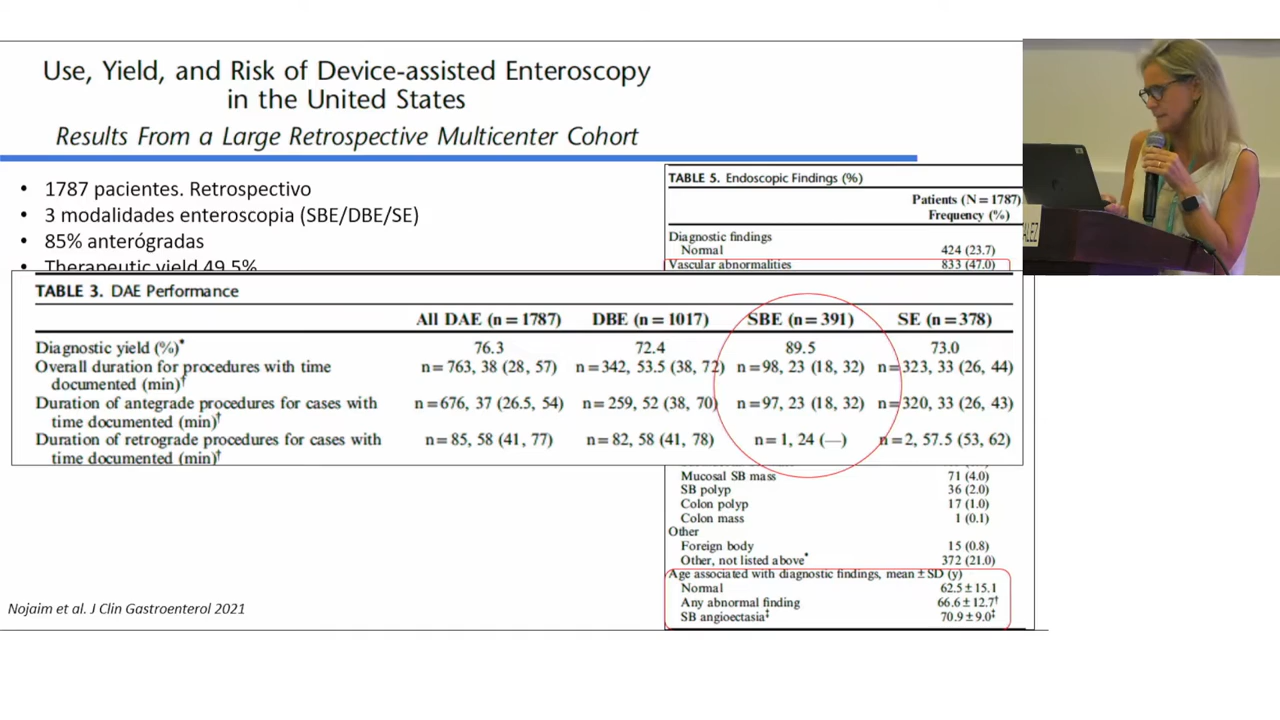 Use, Yield, and Risk of Device-assisted Enteroscopy
in the United States
Results From a Large Retrospective Multicenter Cohort
• 1787 pacientes. Retrospectivo
• 3 modalidades enteroscopia (SBE/DBE/SE)
• 85% anterógradas
• Therapeutic yield 49.5%
TABLE 5. Endoscopic Findings (%)
Patients (N = 1787)
Frequency (%)
Diagnostic findings
Normal 424 (23.7)
Vascular abnormalities 833 (47.0)
TABLE 3. DAE Performance
All DAE (n = 1787) DBE (n = 1017) SBE (n = 391) SE (n = 378)
Diagnostic yield (%)* 76.3 72.4 89.5 73.0
Overall duration for procedures with time n = 763, 38 (28, 57) n = 342, 53.5 (38, 72) n = 98, 23 (18, 32) n = 323, 33 (26, 44)
documented (min)†
Duration of antegrade procedures for cases with n = 676, 37 (26.5, 54) n = 259, 52 (38, 70) n = 97, 23 (18, 32) n = 320, 33 (26, 43)
time documented (min)†
Duration of retrograde procedures for cases with n = 85, 58 (41, 77) n = 82, 58 (41, 78) n = 1, 24 (—) n = 2, 57.5 (53, 62)
time documented (min)†
Mucosal SB mass 71 (4.0)
SB polyp 36 (2.0)
Colon polyp 17 (1.0)
Colon mass 1 (0.1)
Other
Foreign body 15 (0.8)
Other, not listed above* 372 (21.0)
Age associated with diagnostic findings, mean ± SD (y)
Normal 62.5 ± 15.1
Any abnormal finding 66.6 ± 12.7†
SB angioectasia‡ 70.9 ± 9.0‡
Nojaim et al. J Clin Gastroenterol 2021
ALEZ